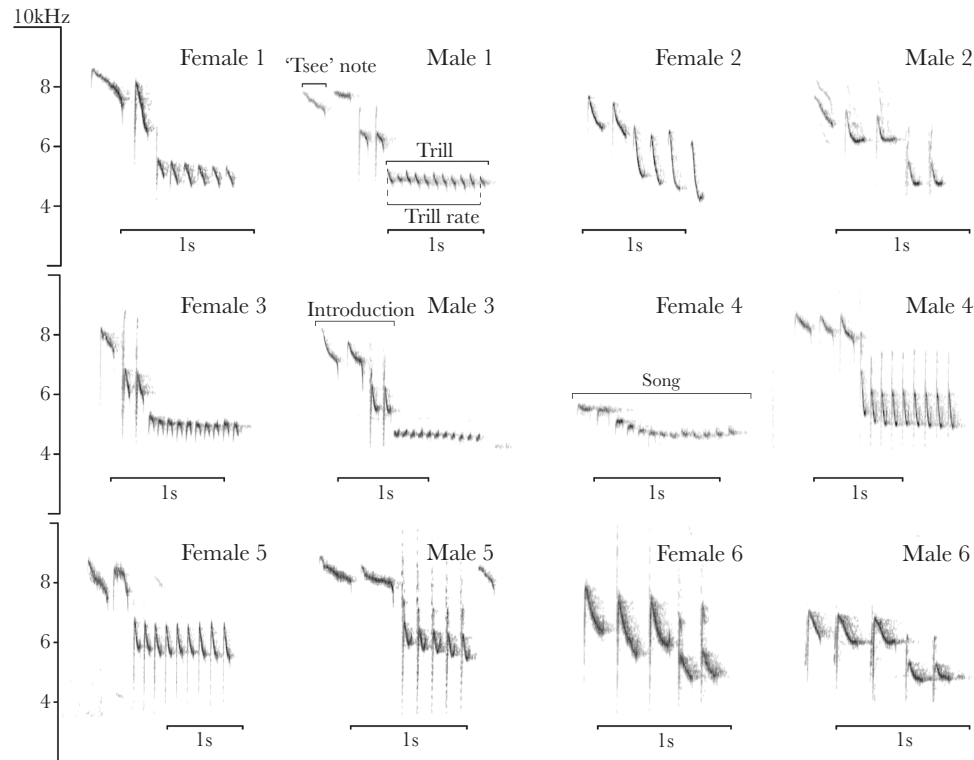 10kHz
8
6
4
Female 1
'Tsee' note
Male 1
Trill
Trill rate
Female 2
Male 2
1s
1s
1s
1s
8
6
4
Female 3
Introduction
Male 3
Female 4
Song
Male 4
1s
1s
1s
1s
8
6
4
Female 5
Male 5
Female 6
Male 6
1s
1s
1s
1s